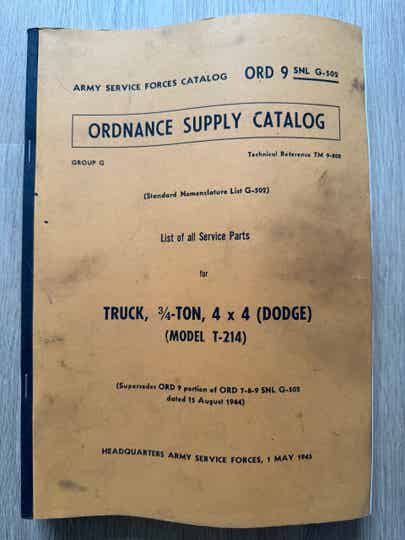 ARMY SERVICE FORCES CATALOG ORD 9 SNL G-502
ORDNANCE SUPPLY CATALOG
GROUP G Technical Reference TM 9-808
(Standard Nomenclature List G-502)
List of all Service Parts
for
TRUCK, ¾-TON, 4 x 4 (DODGE)
(MODEL T-214)
(Supersedes ORD 9 portion of ORD 7-8-9 SNL G-502
dated 15 August 1944)
HEADQUARTERS ARMY SERVICE FORCES, 1 MAY 1945